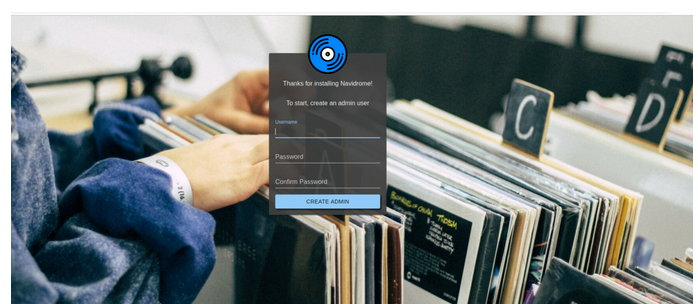 Thanks for installing Navidrome!
To start, create an admin user
Username
Password
Confirm Password
CREATE ADMIN
C
D